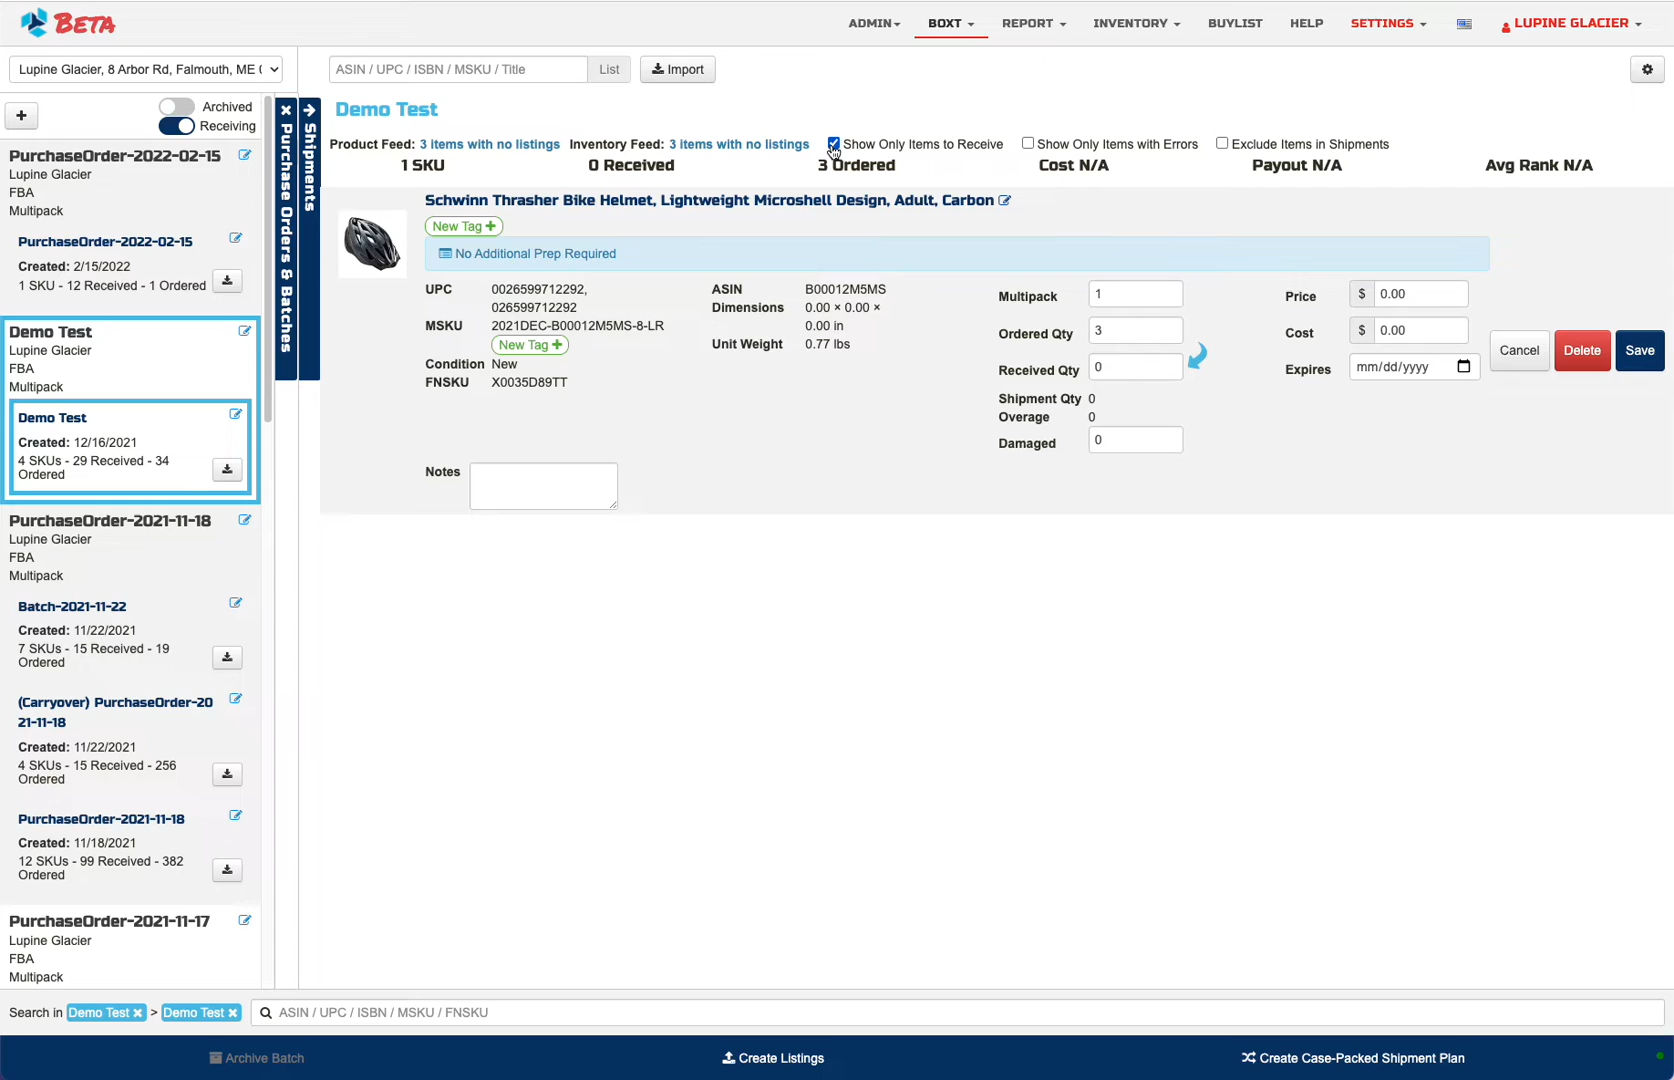 BETA
ADMIN
BOXT
REPORT
INVENTORY
BUYLIST
HELP
SETTINGS
LUPINE GLACIER
Lupine Glacier, 8 Arbor Rd, Falmouth, ME (
ASIN / UPC / ISBN / MSKU / Title
List
Import
+
Archived
Receiving
PurchaseOrder-2022-02-15
Lupine Glacier
FBA
Multipack
PurchaseOrder-2022-02-15
Created: 2/15/2022
1 SKU - 12 Received - 1 Ordered
Demo Test
Lupine Glacier
FBA
Multipack
Demo Test
Created: 12/16/2021
4 SKUs - 29 Received - 34
Ordered
PurchaseOrder-2021-11-18
Lupine Glacier
FBA
Multipack
Batch-2021-11-22
Created: 11/22/2021
7 SKUs - 15 Received - 19
Ordered
(Carryover) PurchaseOrder-20
21-11-18
Created: 11/22/2021
4 SKUs - 15 Received - 256
Ordered
PurchaseOrder-2021-11-18
Created: 11/18/2021
12 SKUs - 99 Received - 382
Ordered
PurchaseOrder-2021-11-17
Lupine Glacier
FBA
Multipack
Purchase Orders & Batches
Shipments
Demo Test
Product Feed: 3 items with no listings Inventory Feed: 3 items with no listings Show Only Items to Receive Show Only Items with Errors Exclude Items in Shipments
1 SKU 0 Received 3 Ordered Cost N/A Payout N/A Avg Rank N/A
Schwinn Thrasher Bike Helmet, Lightweight Microshell Design, Adult, Carbon
New Tag +
No Additional Prep Required
UPC 0026599712292,
026599712292
MSKU 2021DEC-B00012M5MS-8-LR
New Tag +
Condition New
FNSKU X0035D89TT
ASIN B00012M5MS
Dimensions 0.00 × 0.00 ×
0.00 in
Unit Weight 0.77 lbs
Multipack 1
Ordered Qty 3
Received Qty 0
Shipment Qty 0
Overage 0
Damaged 0
Price $ 0.00
Cost $ 0.00
Expires mm/dd/yyyy
Cancel
Delete
Save
Notes
Search in Demo Test × > Demo Test × ASIN / UPC / ISBN / MSKU / FNSKU
Archive Batch
Create Listings
Create Case-Packed Shipment Plan